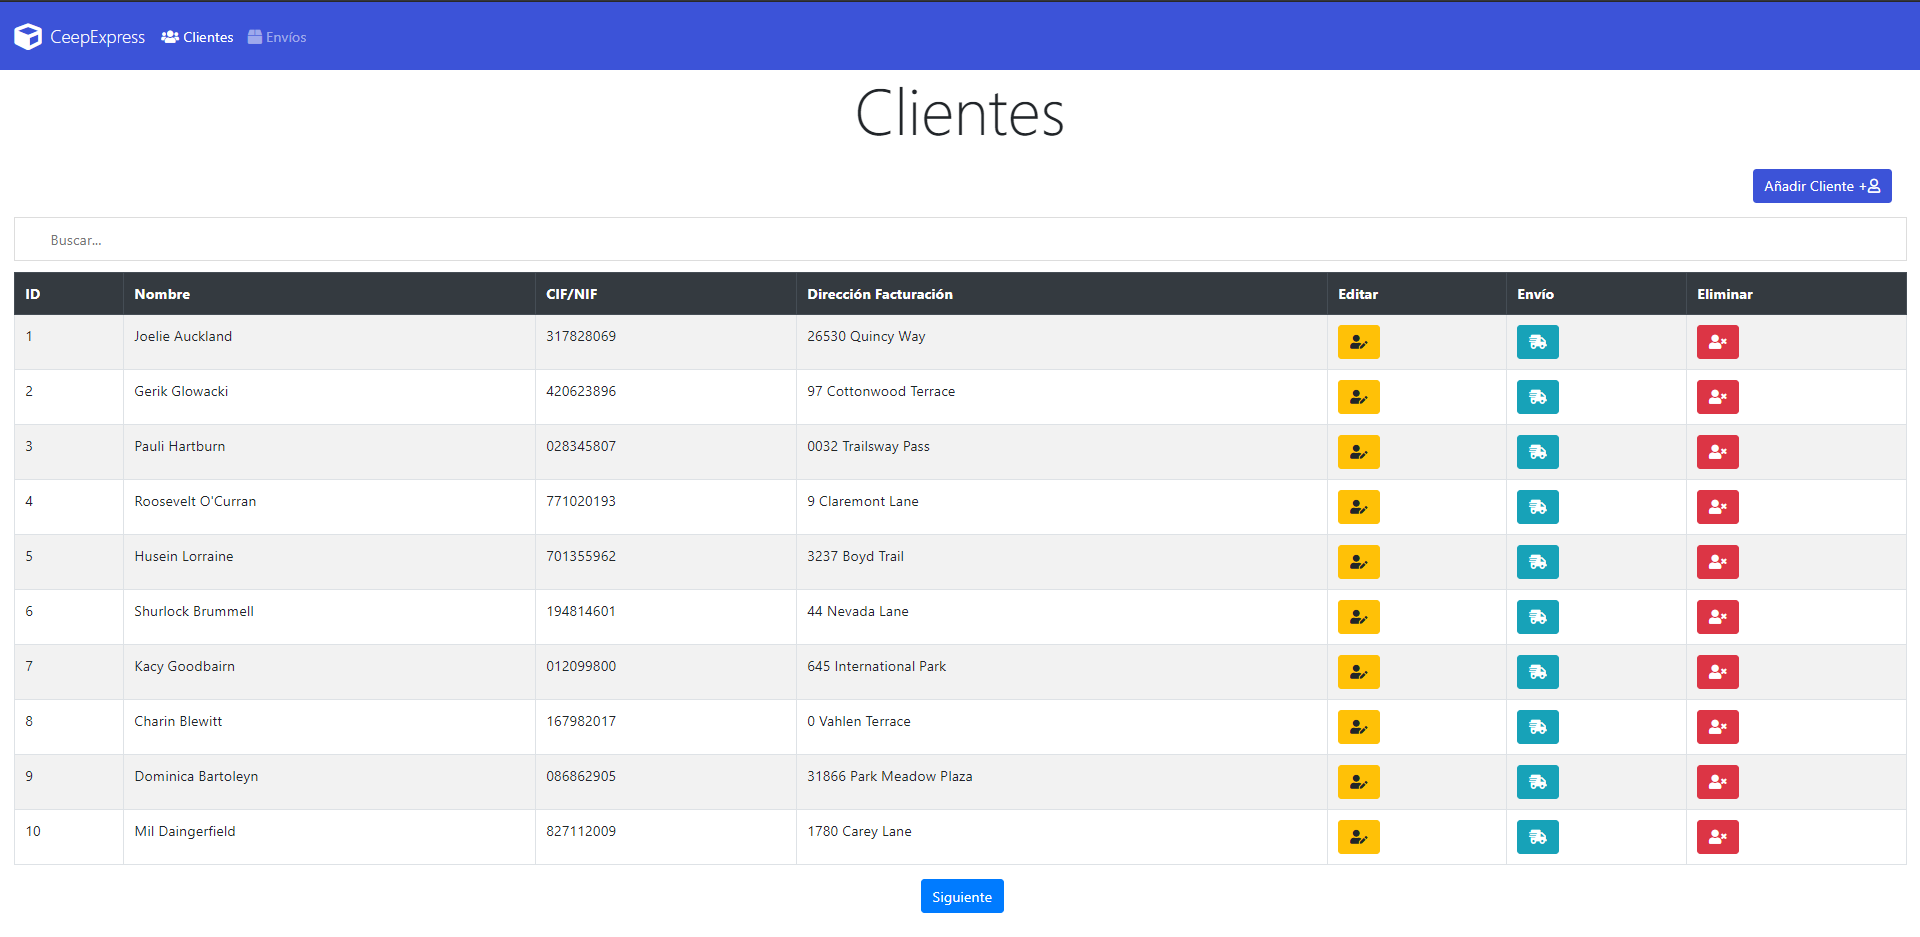 CeepExpress Clientes Envíos
Clientes
Añadir Cliente +
Buscar...
ID Nombre CIF/NIF Dirección Facturación Editar Envío Eliminar
1 Joelie Auckland 317828069 26530 Quincy Way
2 Gerik Glowacki 420623896 97 Cottonwood Terrace
3 Pauli Hartburn 028345807 0032 Trailsway Pass
4 Roosevelt O'Curran 771020193 9 Claremont Lane
5 Husein Lorraine 701355962 3237 Boyd Trail
6 Shurlock Brummell 194814601 44 Nevada Lane
7 Kacy Goodbairn 012099800 645 International Park
8 Charin Blewitt 167982017 0 Vahlen Terrace
9 Dominica Bartoleyn 086862905 31866 Park Meadow Plaza
10 Mil Daingerfield 827112009 1780 Carey Lane
Siguiente